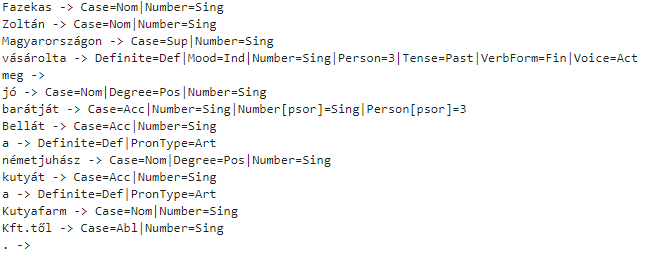 Fazekas -> Case=Nom|Number=Sing
Zoltán -> Case=Nom|Number=Sing
Magyarországon -> Case=Sup|Number=Sing
vásárolta -> Definite=Def|Mood=Ind|Number=Sing|Person=3|Tense=Past|VerbForm=Fin|Voice=Act
meg ->
jó -> Case=Nom|Degree=Pos|Number=Sing
barátját -> Case=Acc|Number=Sing|Number[psor]=Sing|Person[psor]=3
Bellát -> Case=Acc|Number=Sing
a -> Definite=Def|PronType=Art
németjuhász -> Case=Nom|Degree=Pos|Number=Sing
kutyát -> Case=Acc|Number=Sing
a -> Definite=Def|PronType=Art
Kutyafarm -> Case=Nom|Number=Sing
Kft.től -> Case=Abl|Number=Sing
. ->